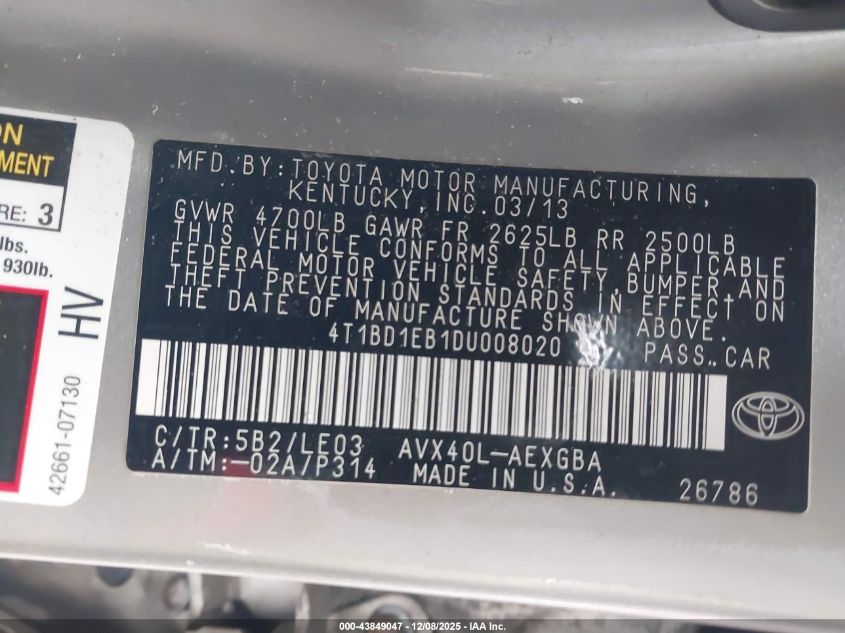 ON
MENT
RE: 3
lbs.
930lb.
HV
42661-07130
MFD.BY:TOYOTA MOTOR MANUFACTURING,
KENTUCKY,INC.03/13
GVWR 4700LB GAWR FR 2625LB RR 2500LB
THIS VEHICLE CONFORMS TO ALL APPLICABLE
FEDERAL MOTOR VEHICLE SAFETY,BUMPER,AND
THEFT PREVENTION STANDARDS IN EFFECT ON
THE DATE OF MANUFACTURE SHOWN ABOVE.
4T1BD1EB1DU008020 PASS.CAR
C/TR:5B2/LE03 AVX40L-AEXGBA
A/TM:-02A/P314 MADE IN U.S.A.
26786
000-43849047 - 12/08/2025 - IAA Inc.